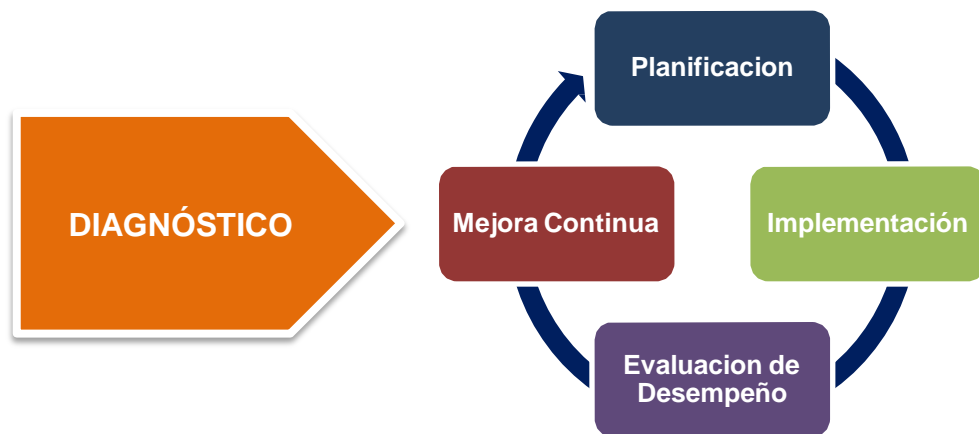 DIAGNÓSTICO
Planificacion
Implementación
Evaluacion de
Desempeño
Mejora Continua